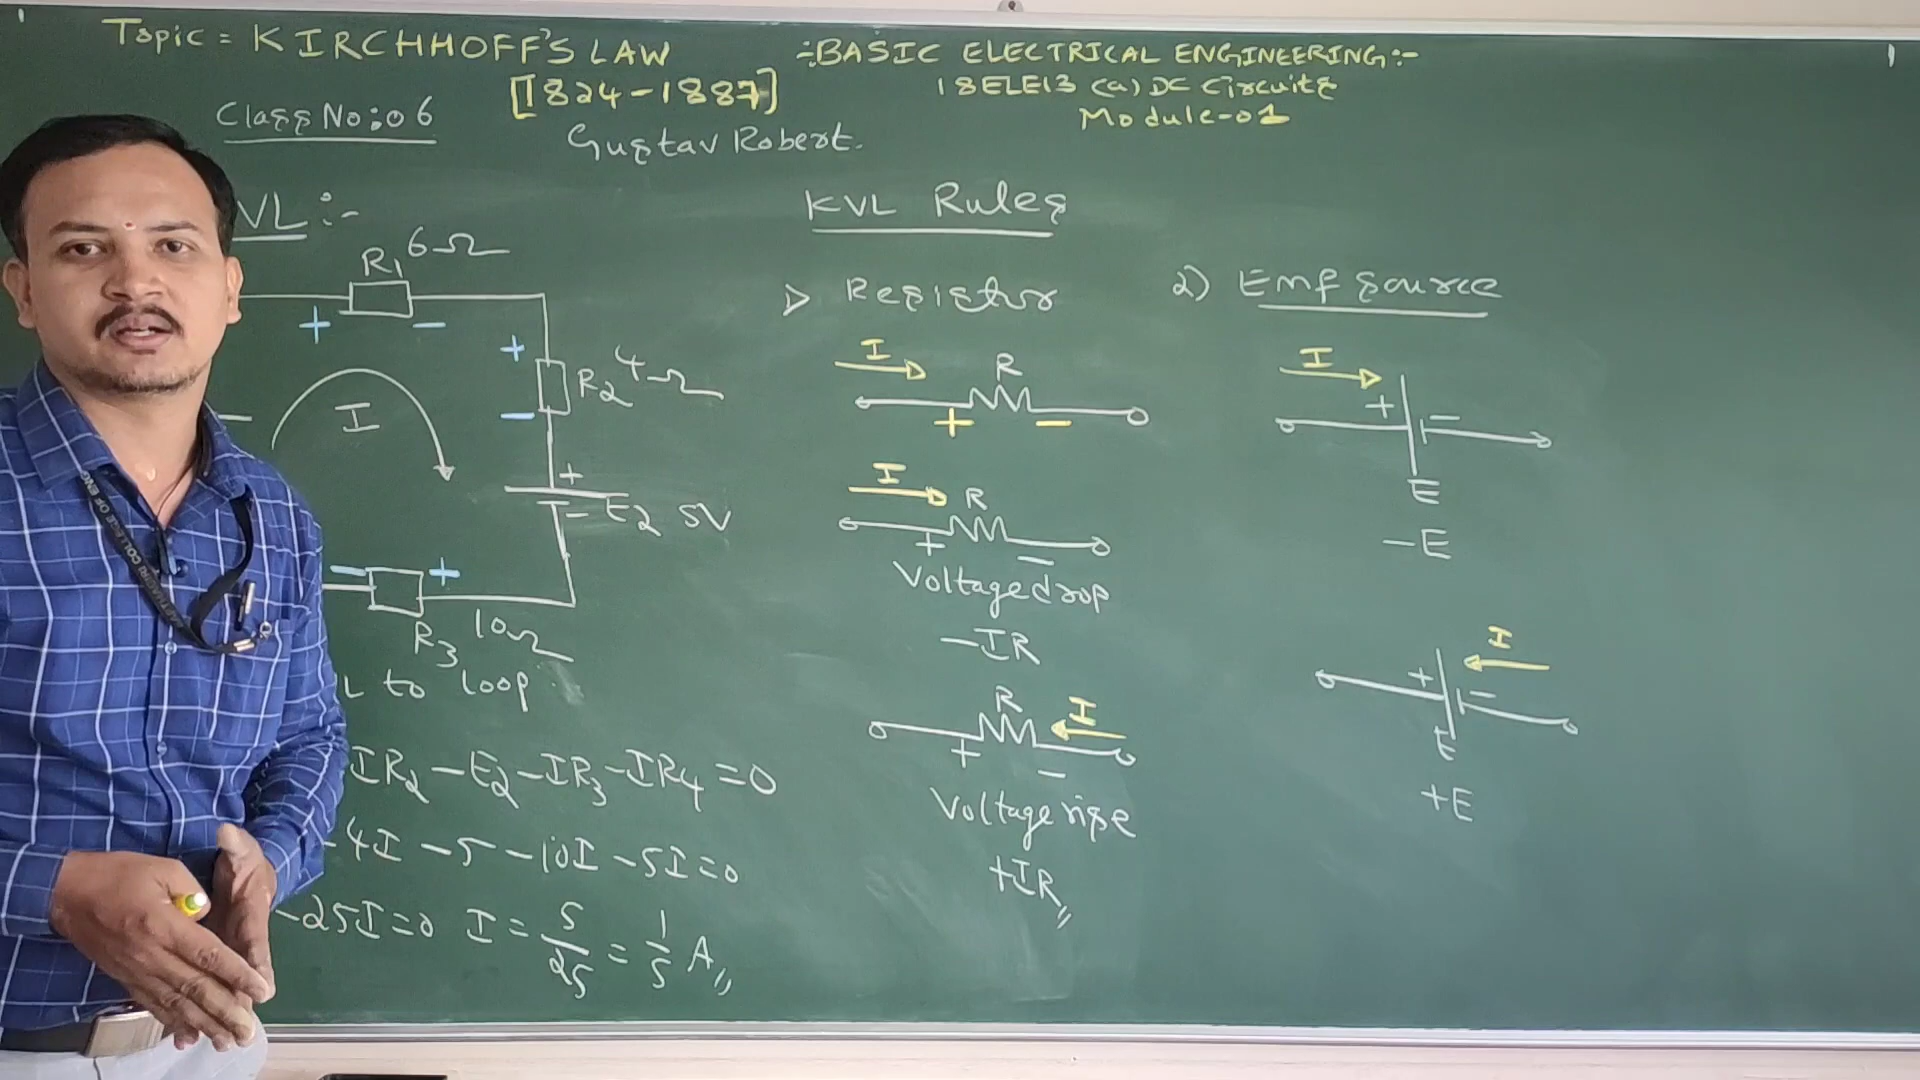 Topic = KIRCHHOFF'S LAW
[1824-1887]
Class No:06
Gustav Robert.
÷BASIC ELECTRICAL ENGINEERING:-
18ELE13 (a) DC Circuits
Module-01
VL:-
R1 6Ω
+ -
+
R2 4Ω
-
I
+
- E2 5V
- +
R3 10Ω
L to loop.
IR2 - E2 - IR3 - IR4 = 0
-4I - 5 - 10I - 5I = 0
-25I = 0 I = 5/25 = 1/5 A,,
KVL Rules
1> Resistor
I
R
+ -
I
R
+ -
Voltage drop
-IR
R
I
+ -
Voltage rise
+IR,,
2) Emf source
I
+ -
E
-E
I
+ -
E
+E